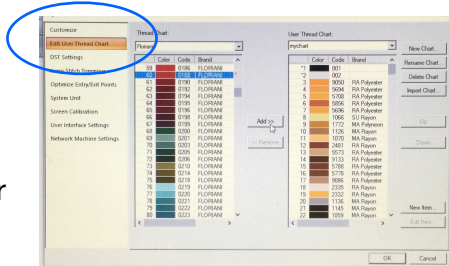 Customize
Edit User Thread Chart
DST Settings
Optimize Entry/Exit Points
System Unit
Screen Calibration
User Interface Settings
Network Machine Settings
Thread Chart:
Floriani
Color Code Brand
59 0186 FLORIANI
60 0188 FLORIANI
61 0190 FLORIANI
62 0192 FLORIANI
63 0194 FLORIANI
64 0195 FLORIANI
65 0196 FLORIANI
66 0198 FLORIANI
68 0200 FLORIANI
69 0201 FLORIANI
70 0203 FLORIANI
71 0205 FLORIANI
72 0206 FLORIANI
73 0210 FLORIANI
74 0214 FLORIANI
75 0218 FLORIANI
76 0219 FLORIANI
77 0220 FLORIANI
78 0221 FLORIANI
79 0222 FLORIANI
80 0223 FLORIANI
Add >>
<< Remove
User Thread Chart:
mychart
Color Code Brand
*1 001
*2 002
3 9050 RA Polyester
4 5694 RA Polyester
5 5708 RA Polyester
6 5856 RA Polyester
7 5696 RA Polyester
8 1066 SU Rayon
9 1772 MA Polyneon
10 1526 MA Rayon
11 1070 MA Rayon
12 2481 RA Rayon
13 5573 RA Polyester
14 9133 RA Polyester
15 5788 RA Polyester
16 5778 RA Polyester
17 9086 RA Polyester
18 2335 RA Rayon
19 2332 RA Rayon
20 1136 MA Rayon
21 1145 MA Rayon
22 1059 MA Rayon
New Chart...
Rename Chart...
Delete Chart
Import Chart...
Up
Down
New Item...
Edit Item...
OK
Cancel
r